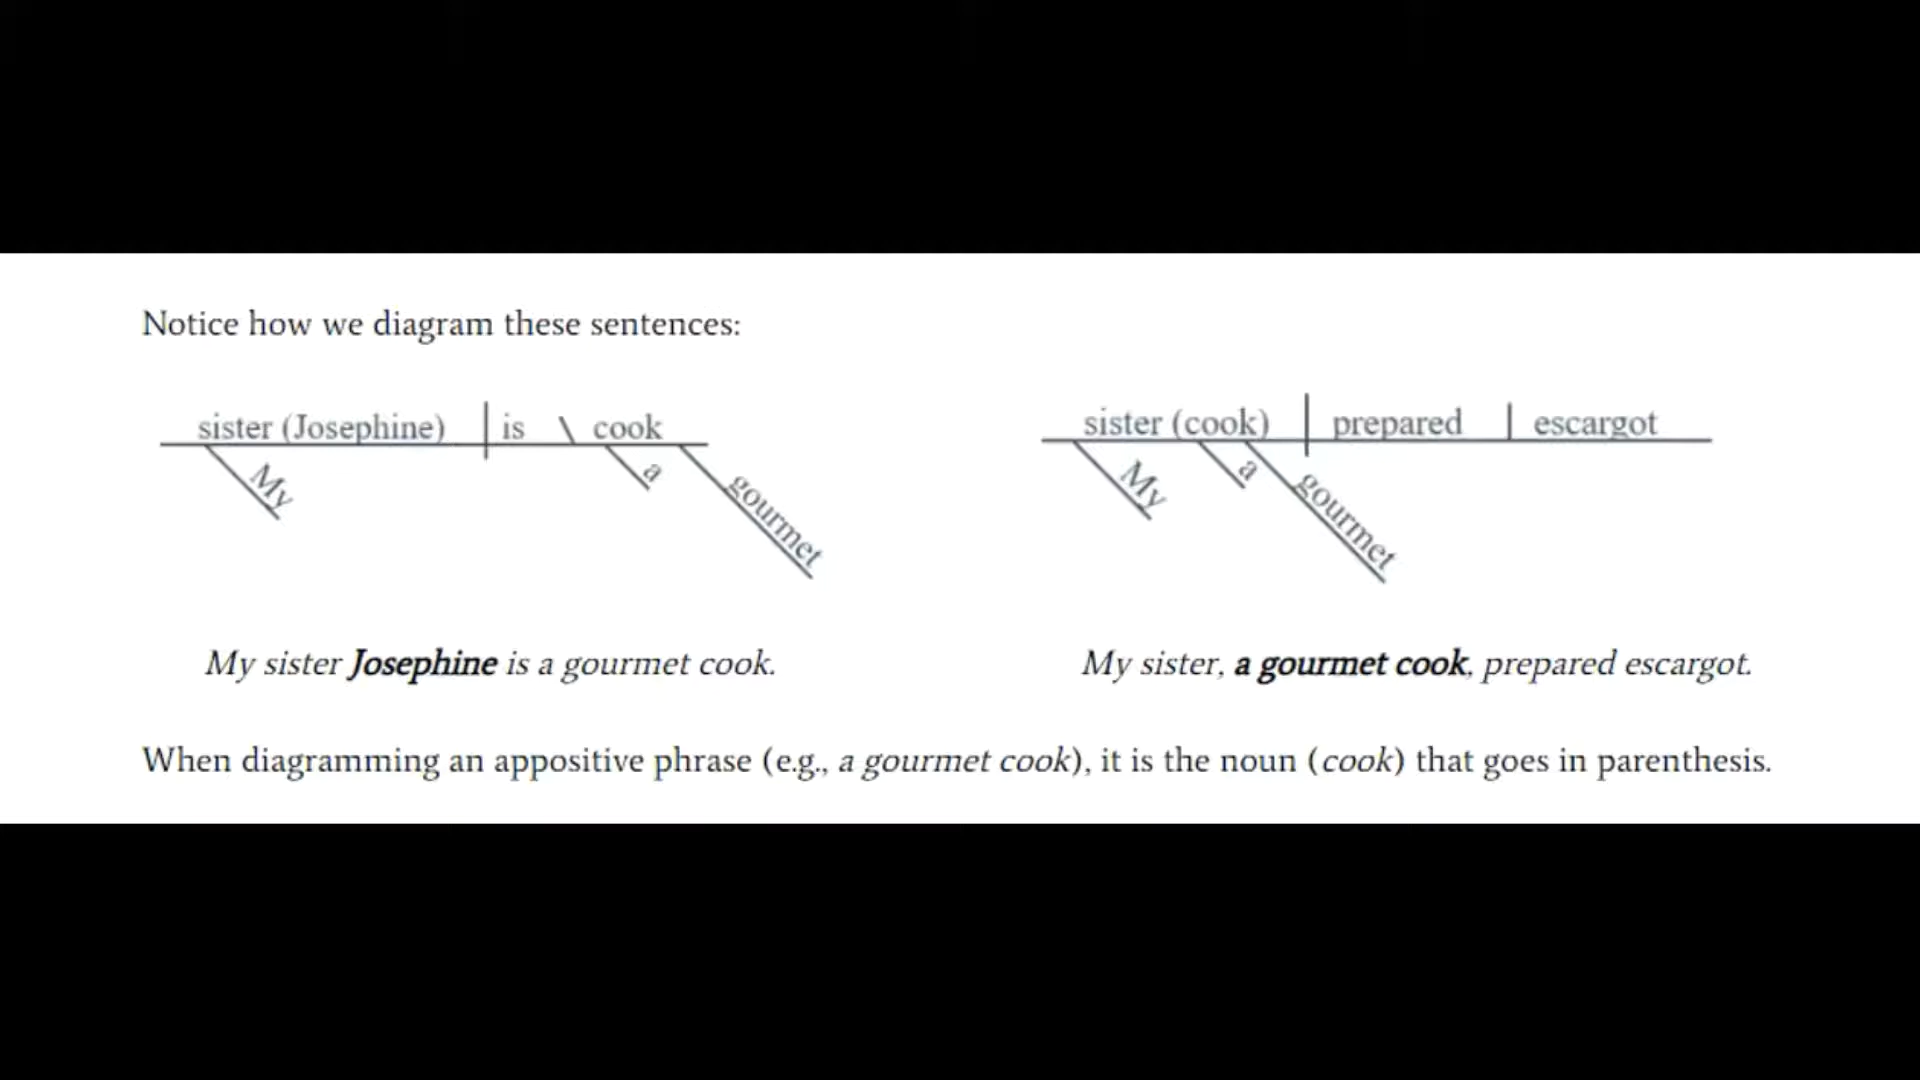 Notice how we diagram these sentences:
sister (Josephine) is cook
My a gourmet
sister (cook) prepared escargot
My a gourmet
My sister Josephine is a gourmet cook.
My sister, a gourmet cook, prepared escargot.
When diagramming an appositive phrase (e.g., a gourmet cook), it is the noun (cook) that goes in parenthesis.